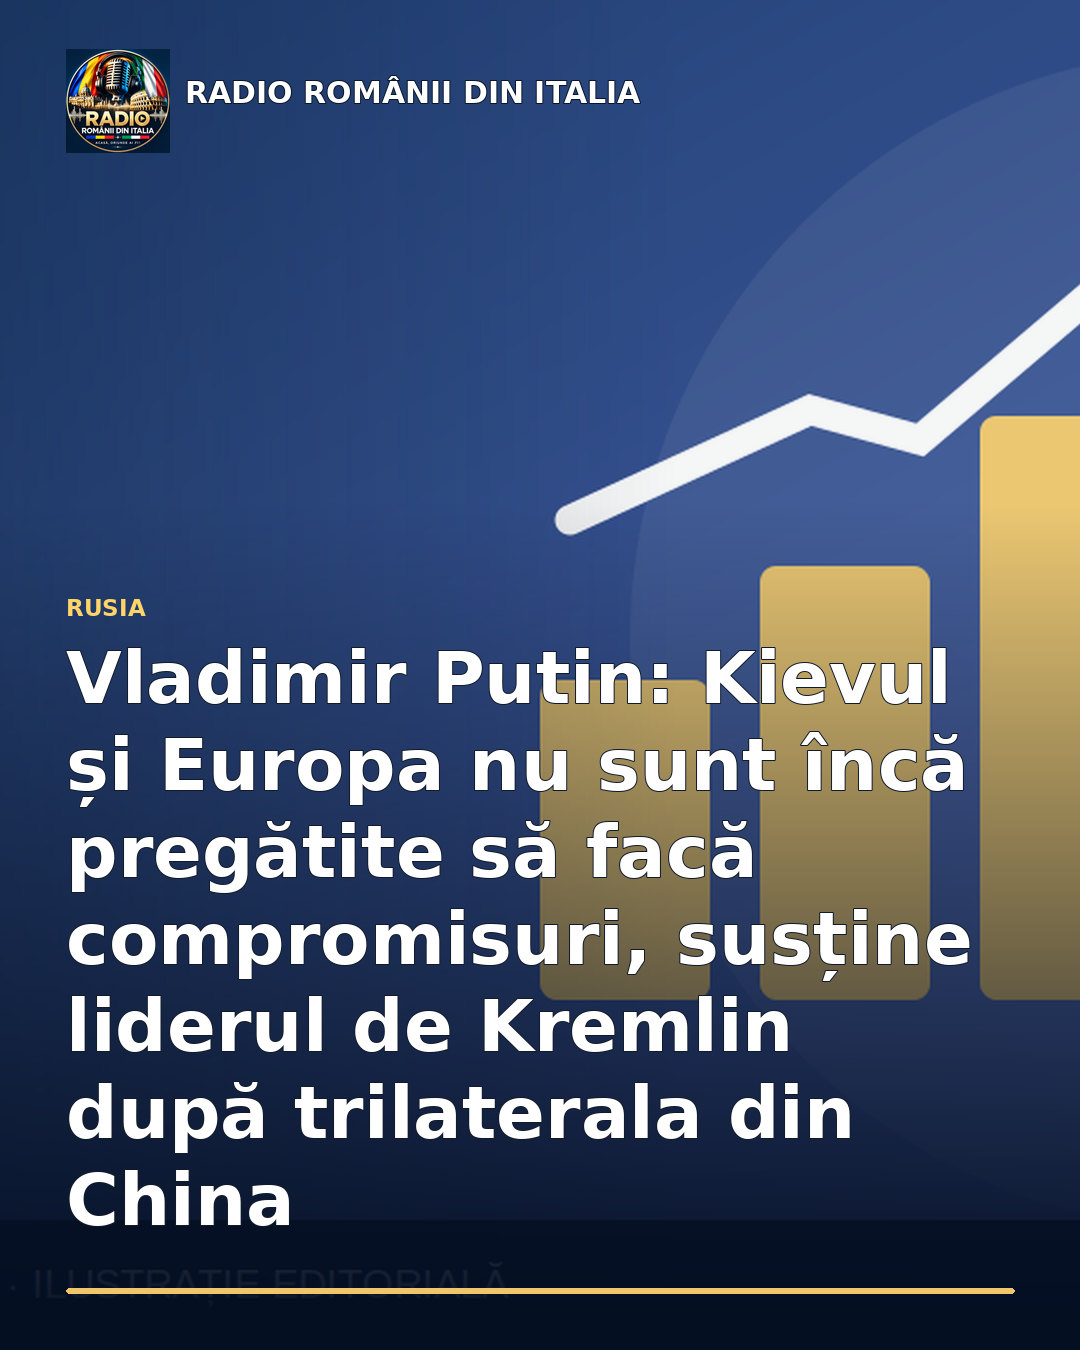 RADIO
ROMÂNII DIN ITALIA
RADIO ROMÂNII DIN ITALIA
RUSIA
Vladimir Putin: Kievul
și Europa nu sunt încă
pregătite să facă
compromisuri, susține
liderul de Kremlin
după trilaterala din
China
· ILUSTRAȚIE EDITORIALĂ